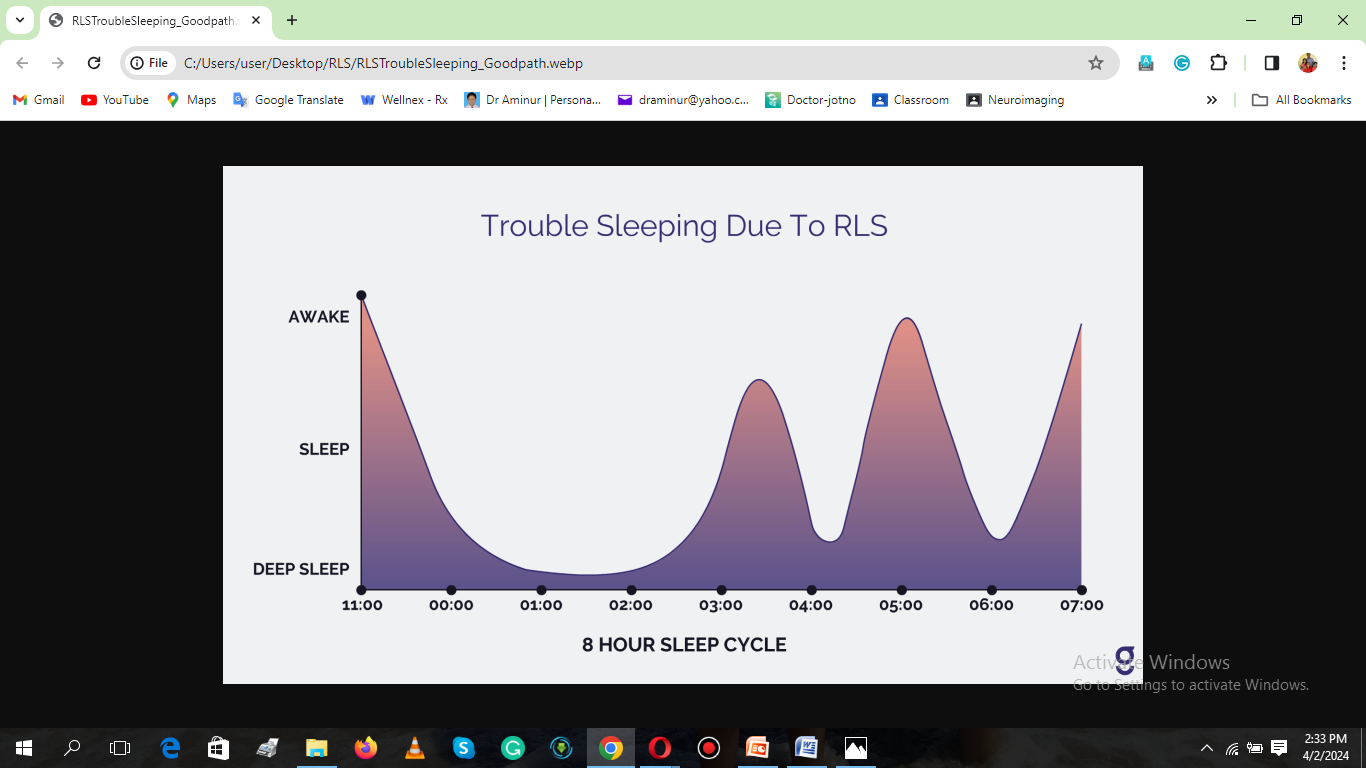 RLSTroubleSleeping_Goodpath.
File C:/Users/user/Desktop/RLS/RLSTroubleSleeping_Goodpath.webp
Gmail YouTube Maps Google Translate Wellnex - Rx Dr Aminur | Persona... draminur@yahoo.c... Doctor-jotno Classroom Neuroimaging » All Bookmarks
Trouble Sleeping Due To RLS
AWAKE
SLEEP
DEEP SLEEP
11:00 00:00 01:00 02:00 03:00 04:00 05:00 06:00 07:00
8 HOUR SLEEP CYCLE
g
Activate Windows
Go to Settings to activate Windows.
2:33 PM
4/2/2024